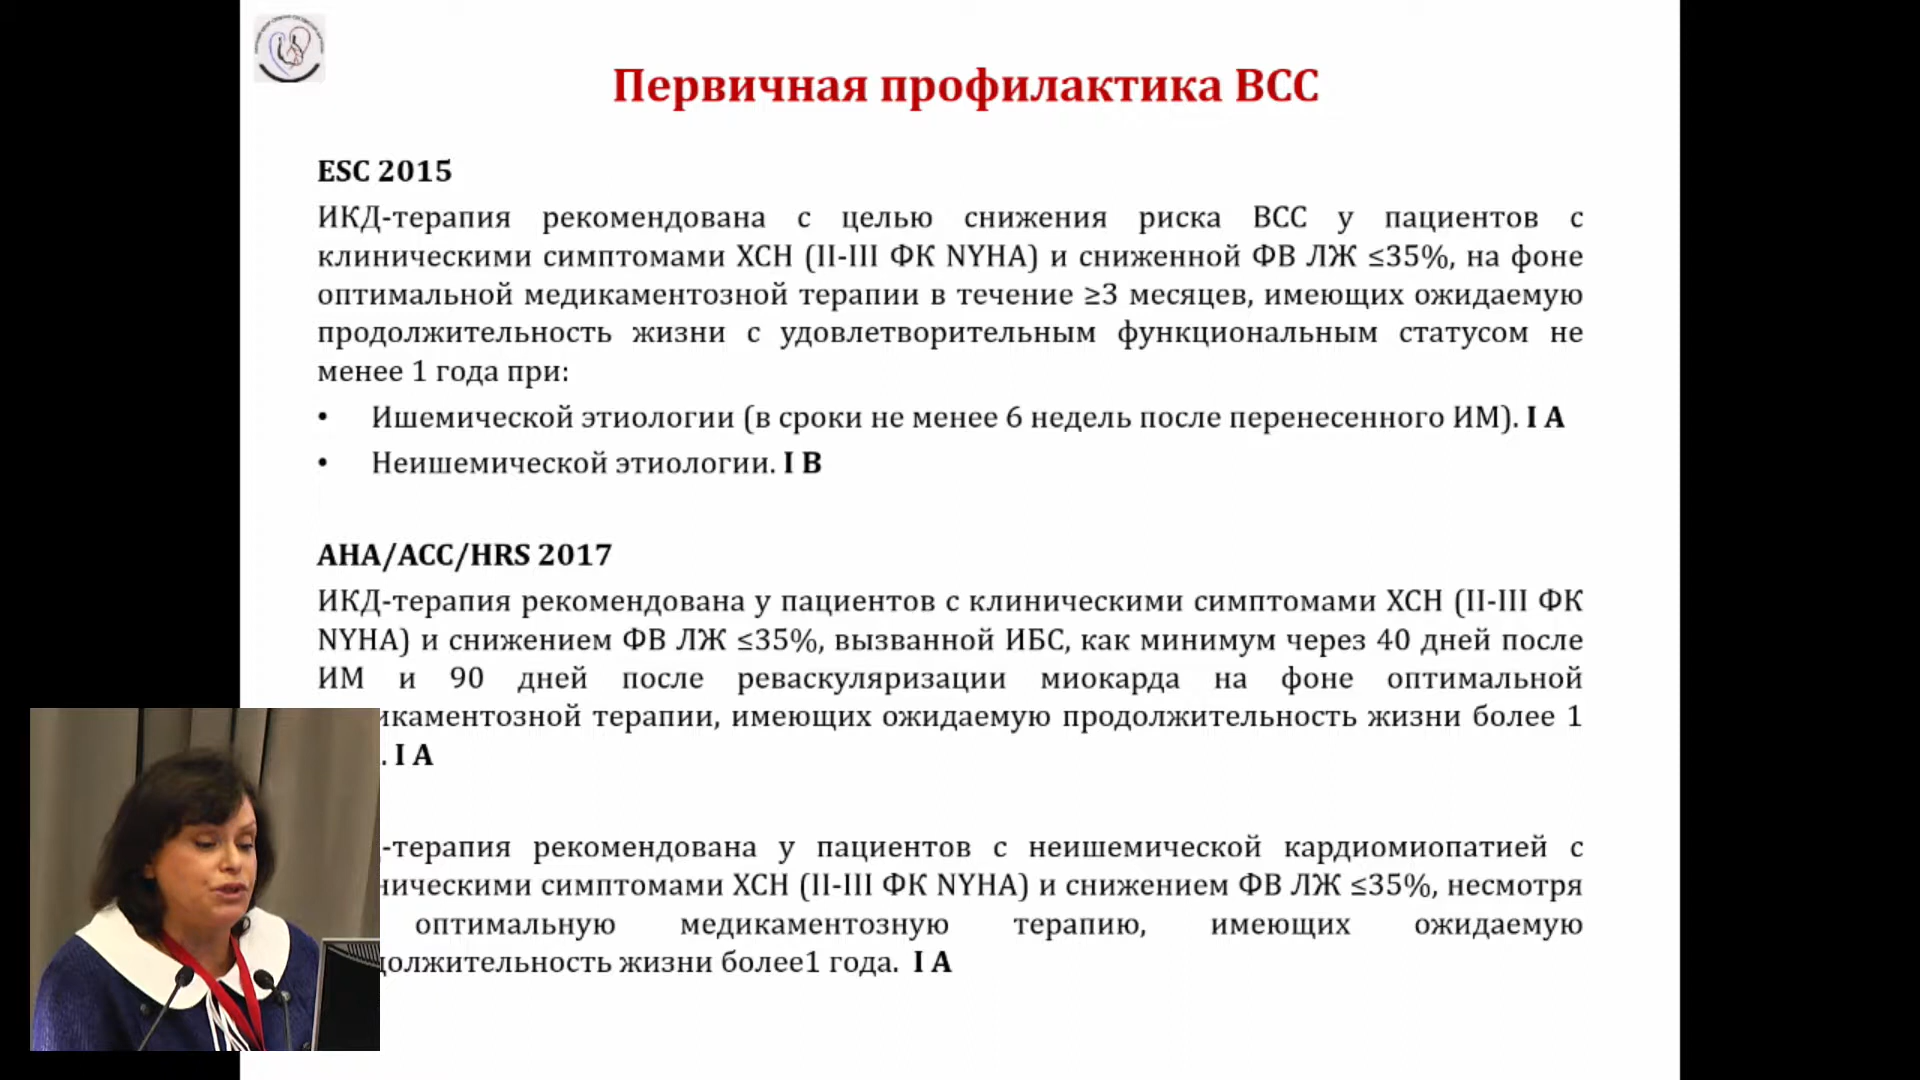 Первичная профилактика ВСС
ESC 2015
ИКД-терапия рекомендована с целью снижения риска ВСС у пациентов с
клиническими симптомами ХСН (II-III ФК NYHA) и сниженной ФВ ЛЖ ≤35%, на фоне
оптимальной медикаментозной терапии в течение ≥3 месяцев, имеющих ожидаемую
продолжительность жизни с удовлетворительным функциональным статусом не
менее 1 года при:
• Ишемической этиологии (в сроки не менее 6 недель после перенесенного ИМ). I A
• Неишемической этиологии. I B
AHA/ACC/HRS 2017
ИКД-терапия рекомендована у пациентов с клиническими симптомами ХСН (II-III ФК
NYHA) и снижением ФВ ЛЖ ≤35%, вызванной ИБС, как минимум через 40 дней после
ИМ и 90 дней после реваскуляризации миокарда на фоне оптимальной
икаментозной терапии, имеющих ожидаемую продолжительность жизни более 1
. I A
-терапия рекомендована у пациентов с неишемической кардиомиопатией с
ническими симптомами ХСН (II-III ФК NYHA) и снижением ФВ ЛЖ ≤35%, несмотря
оптимальную медикаментозную терапию, имеющих ожидаемую
должительность жизни более1 года. I A